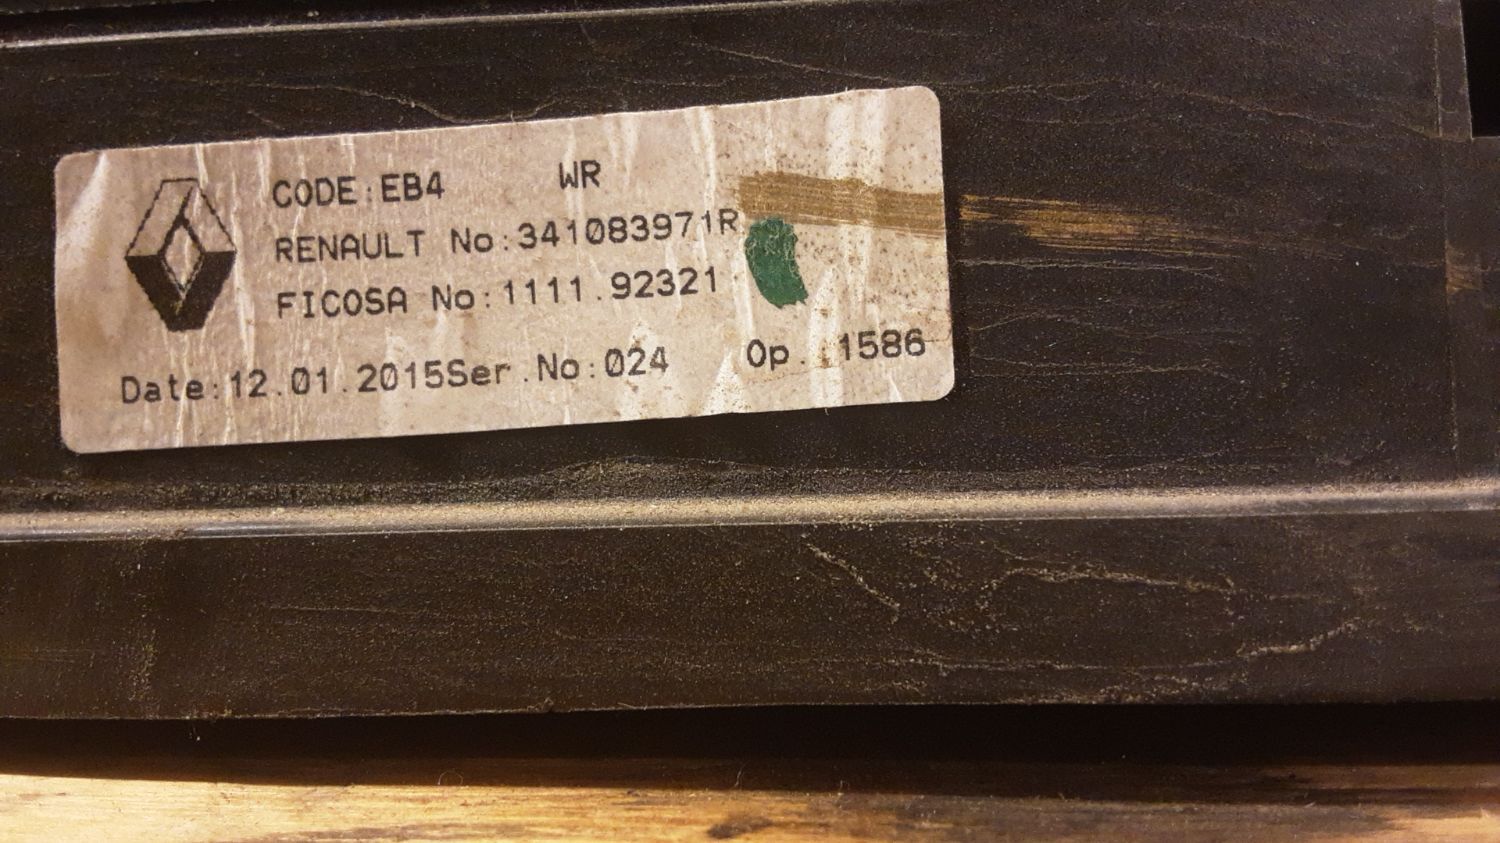 CODE:EB4 WR
RENAULT No:341083971R
FICOSA No:1111.92321
Date:12.01.2015Ser.No:024 Op.:1586